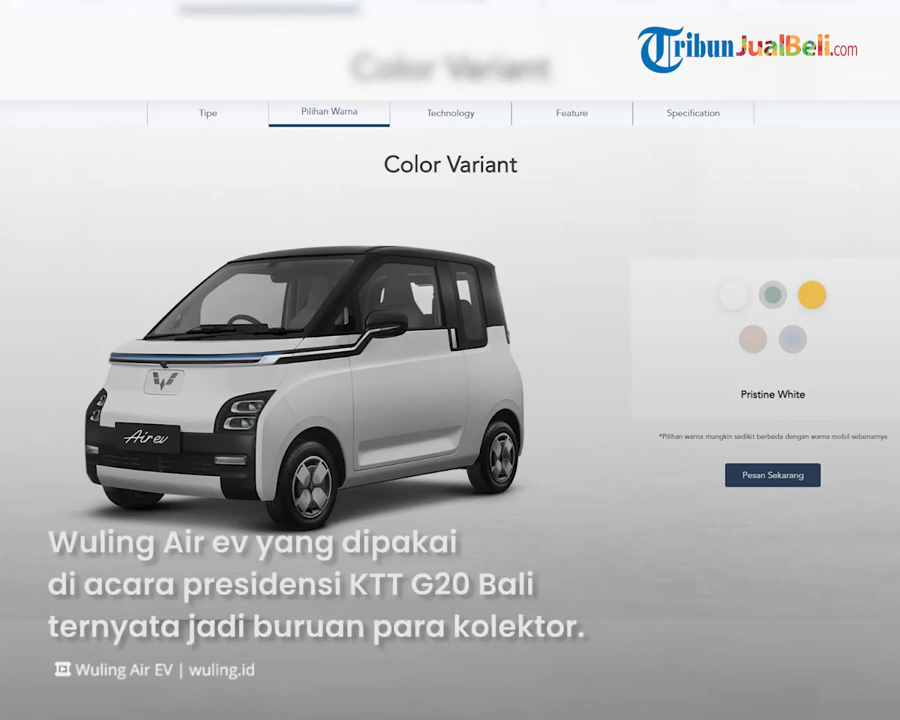 TribunJualBeli.com
Color Variant
Tipe
Pilihan Warna
Technology
Feature
Specification
Color Variant
Air ev
Pristine White
*Pilihan warna mungkin sedikit berbeda dengan warna mobil sebenarnya
Pesan Sekarang
Wuling Air ev yang dipakai
di acara presidensi KTT G20 Bali
ternyata jadi buruan para kolektor.
Wuling Air EV | wuling.id